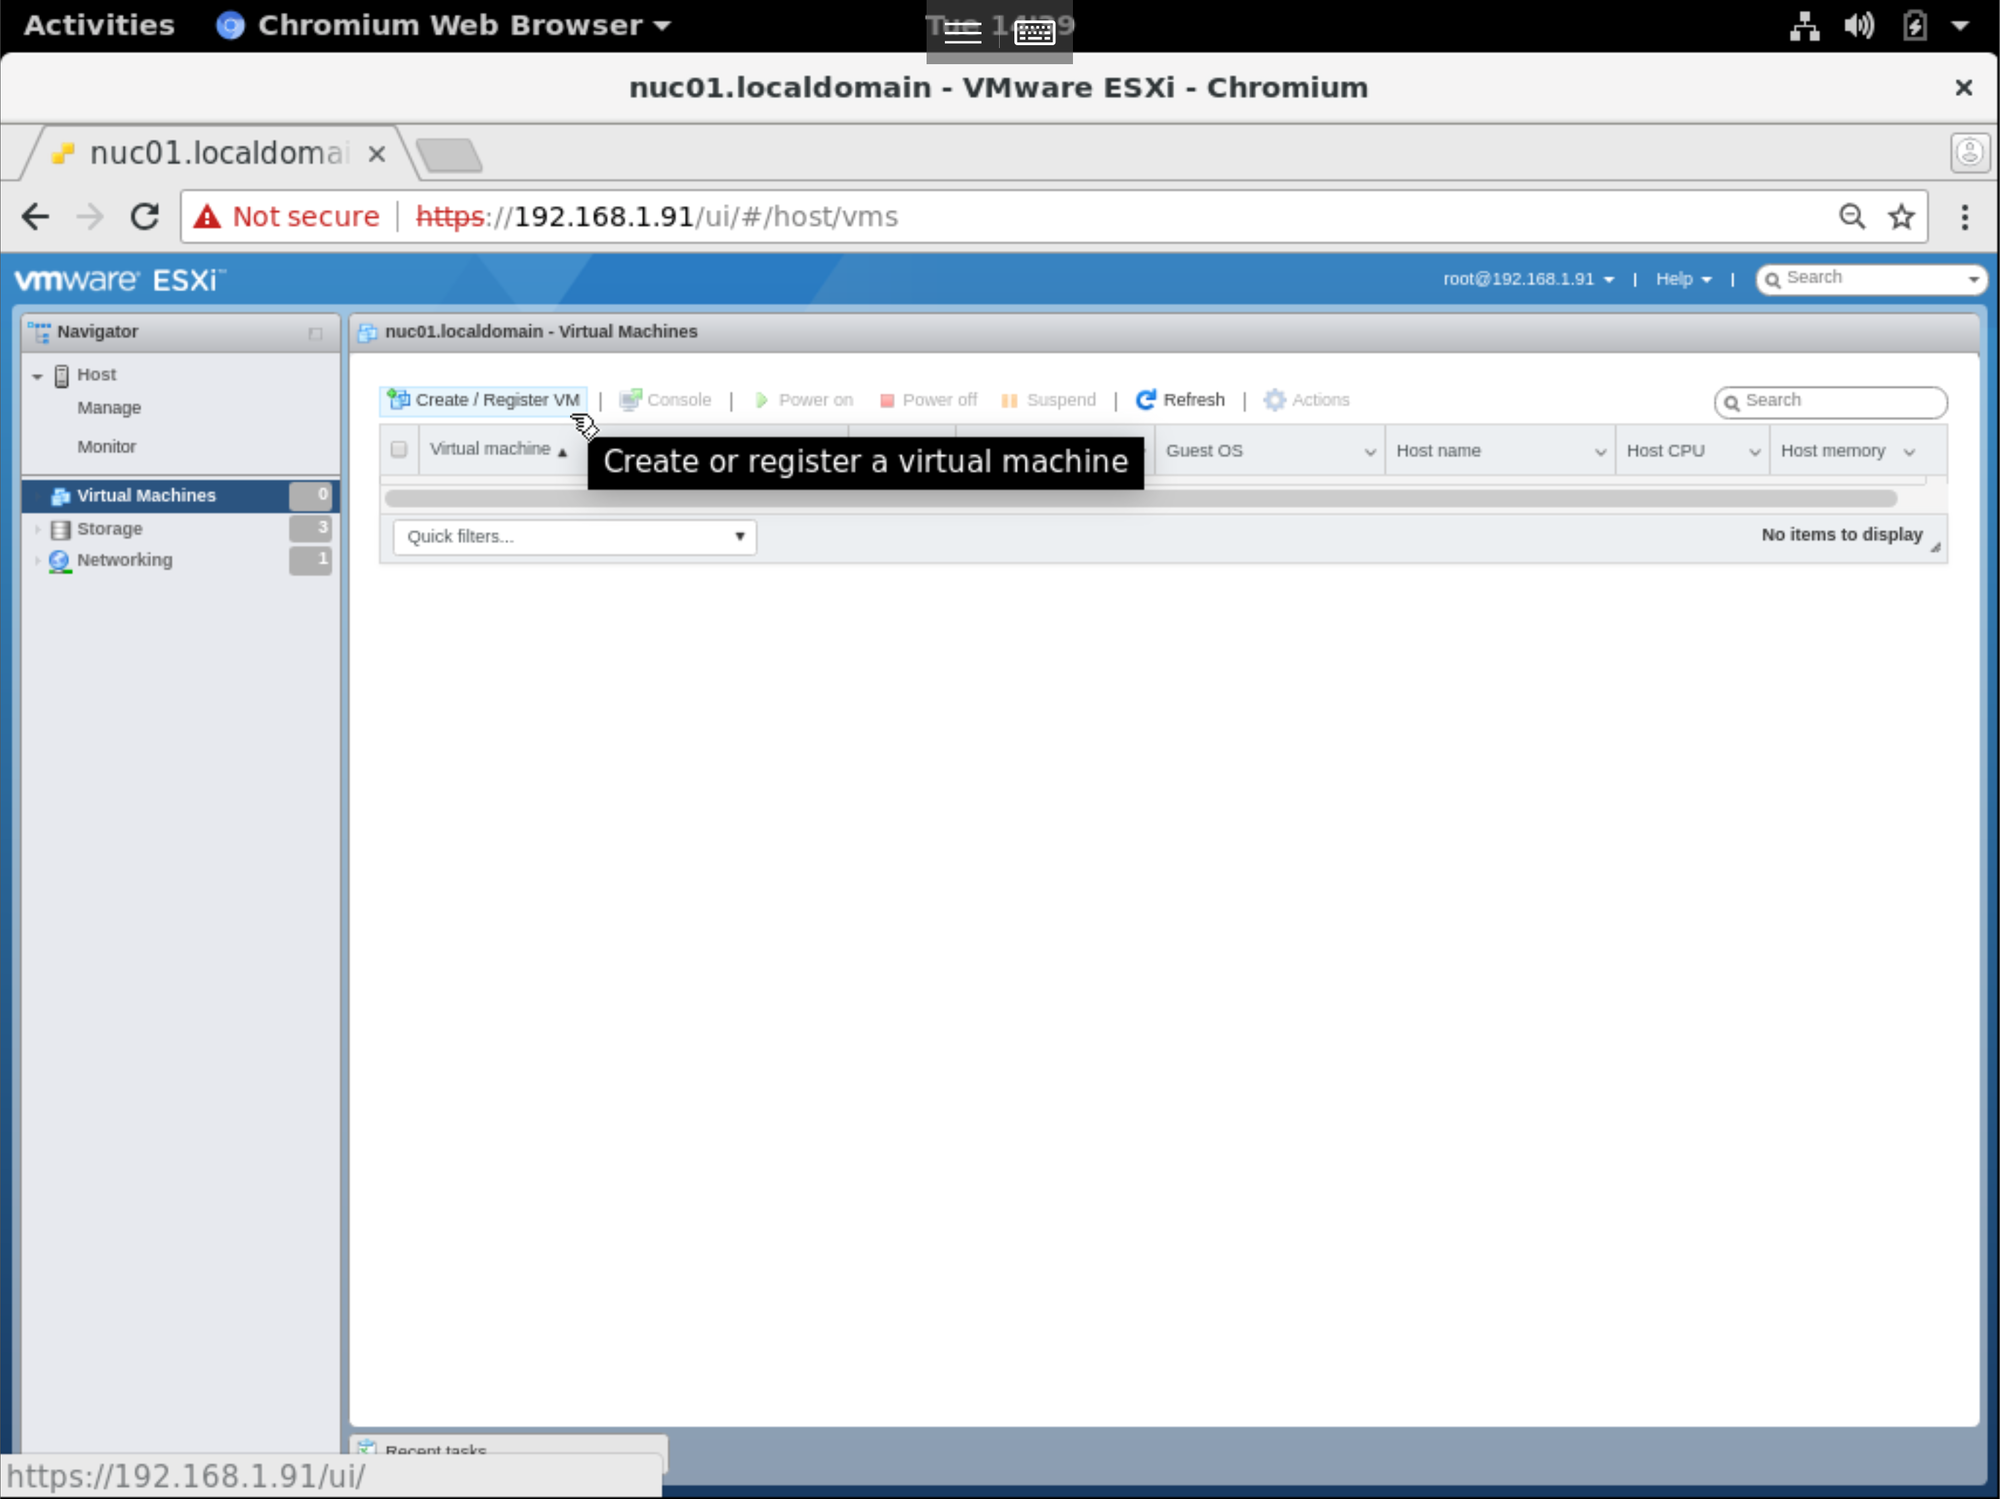 Activities Chromium Web Browser Tue 14
nuc01.localdomain - VMware ESXi - Chromium
nuc01.localdomai
Not secure https://192.168.1.91/ui/#/host/vms
vmware ESXi™ root@192.168.1.91 | Help | Search
Navigator
nuc01.localdomain - Virtual Machines
Host
Manage
Monitor
Virtual Machines 0
Storage 3
Networking 1
Create / Register VM | Console | Power on Power off Suspend | Refresh | Actions Search
Virtual machine Guest OS Host name Host CPU Host memory
Create or register a virtual machine
Quick filters... No items to display
Recent tasks
https://192.168.1.91/ui/